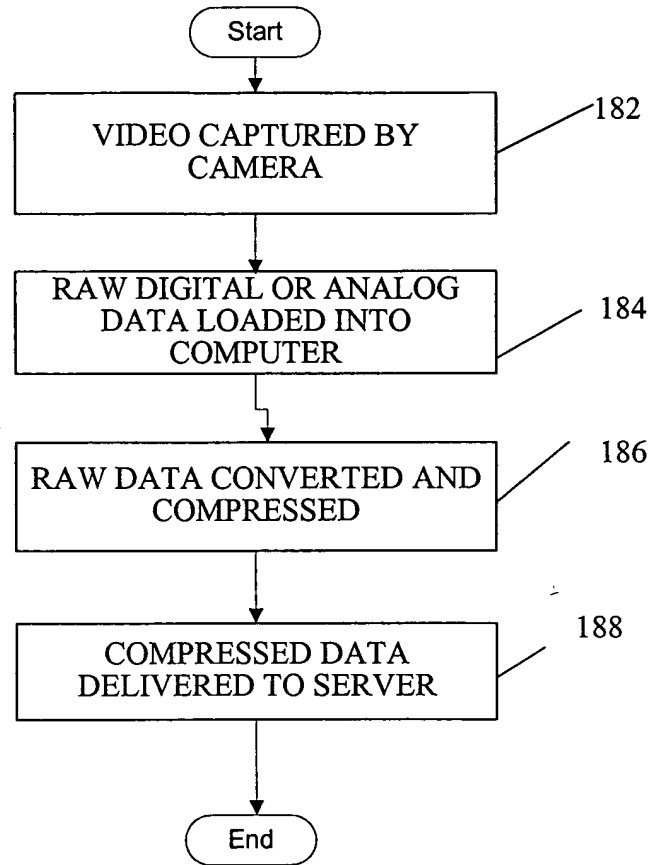 Start
VIDEO CAPTURED BY
CAMERA
182
RAW DIGITAL OR ANALOG
DATA LOADED INTO
COMPUTER
184
RAW DATA CONVERTED AND
COMPRESSED
186
COMPRESSED DATA
DELIVERED TO SERVER
188
End